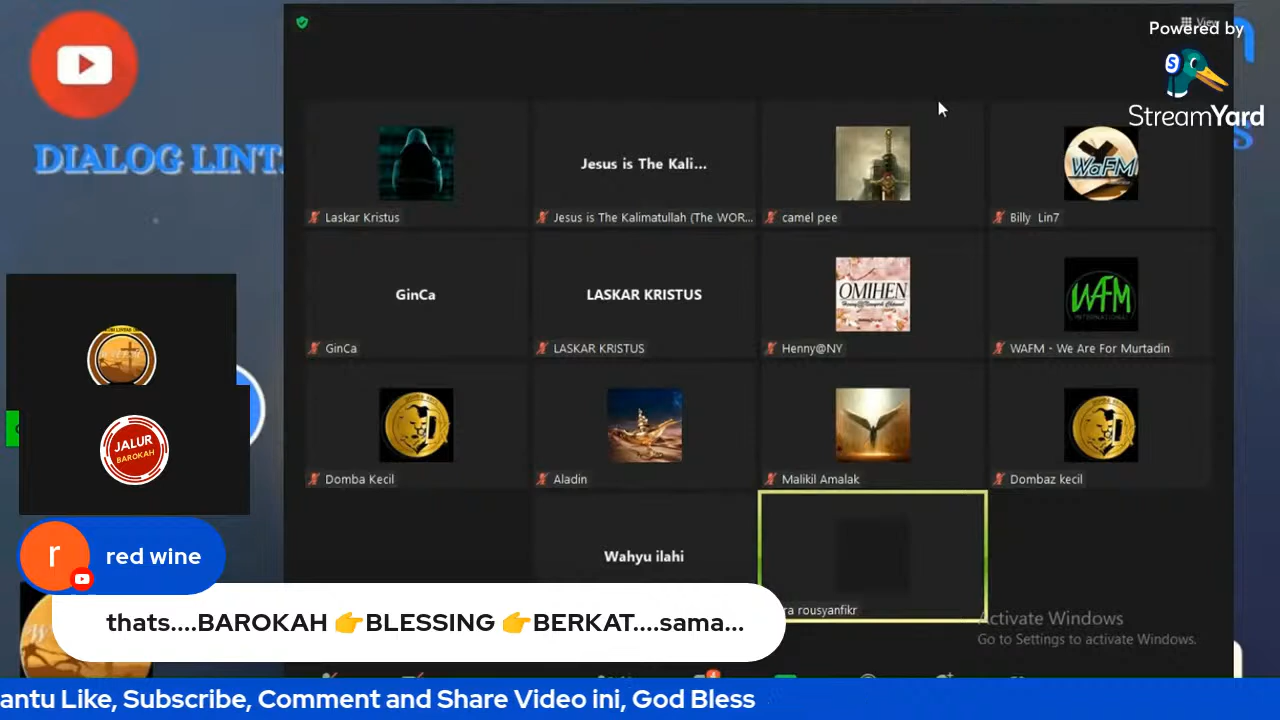 View
Powered by
StreamYard
DIALOG LINT
Jesus is The Kali...
WaFM
Laskar Kristus
Jesus is The Kalimatullah (The WOR...
camel pee
Billy Lin7
GinCa
LASKAR KRISTUS
OMIHEN
WAFM
GinCa
LASKAR KRISTUS
Henny@NY
WAFM - We Are For Murtadin
JALUR
BAROKAH
Domba Kecil
Aladin
Malikil Amalak
Dombaz kecil
Wahyu ilahi
ra rousyanfikr
r
red wine
thats....BAROKAH 👉BLESSING 👉BERKAT....sama...
Activate Windows
Go to Settings to activate Windows.
antu Like, Subscribe, Comment and Share Video ini, God Bless